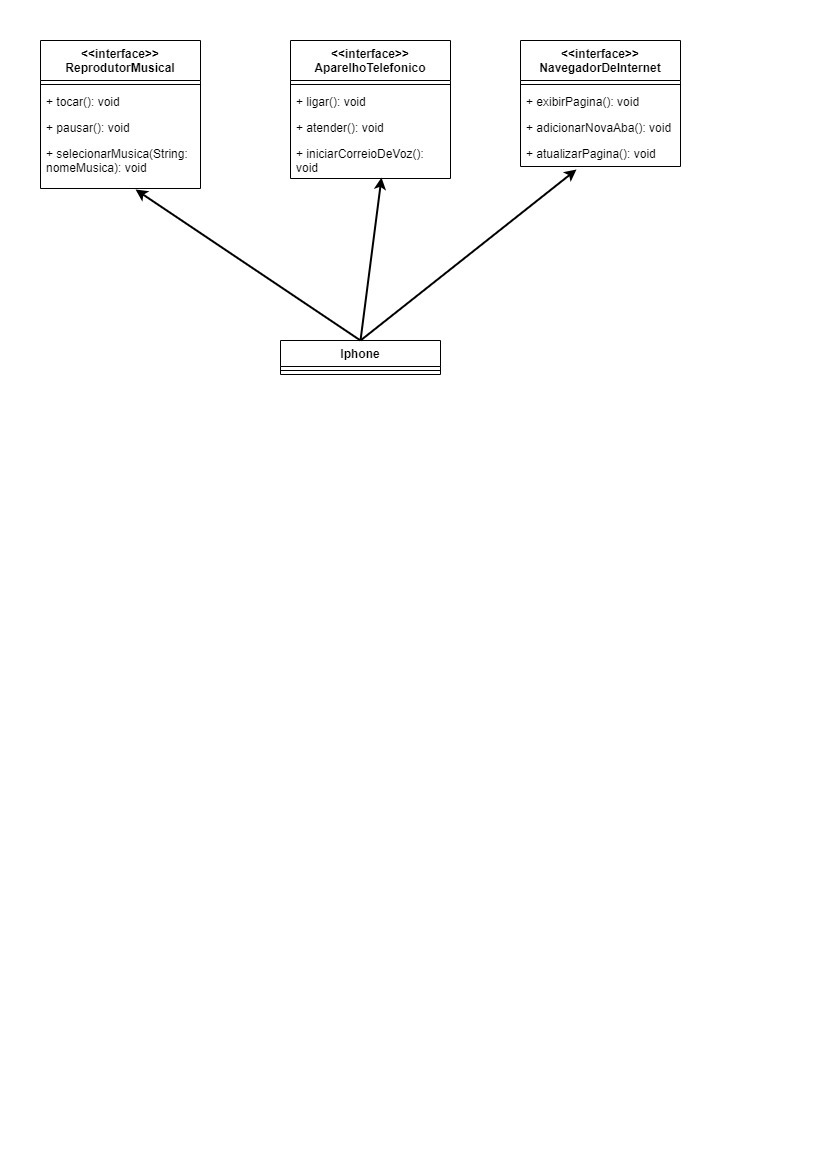 <<interface>>
ReprodutorMusical
+ tocar(): void
+ pausar(): void
+ selecionarMusica(String:
nomeMusica): void
<<interface>>
AparelhoTelefonico
+ ligar(): void
+ atender(): void
+ iniciarCorreioDeVoz():
void
<<interface>>
NavegadorDeInternet
+ exibirPagina(): void
+ adicionarNovaAba(): void
+ atualizarPagina(): void
Iphone